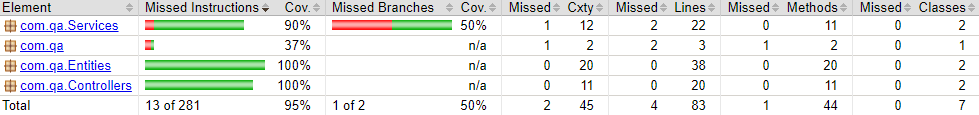 Element Missed Instructions Cov. Missed Branches Cov. Missed Cxty Missed Lines Missed Methods Missed Classes
com.qa.Services 90% 50% 1 12 2 22 0 11 0 2
com.qa 37% n/a 1 2 2 3 1 2 0 1
com.qa.Entities 100% n/a 0 20 0 38 0 20 0 2
com.qa.Controllers 100% n/a 0 11 0 20 0 11 0 2
Total 13 of 281 95% 1 of 2 50% 2 45 4 83 1 44 0 7